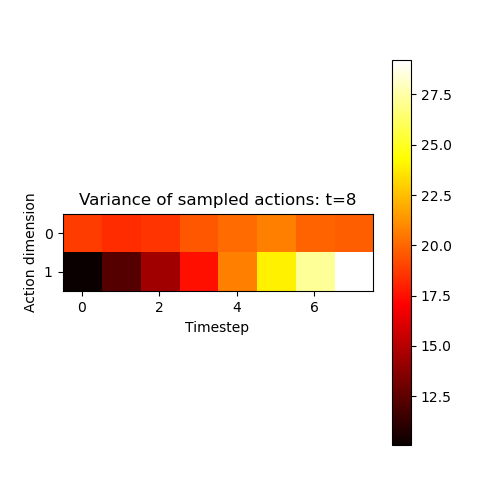 Variance of sampled actions: t=8
Action dimension
0
1
0 2 4 6
Timestep
27.5
25.0
22.5
20.0
17.5
15.0
12.5